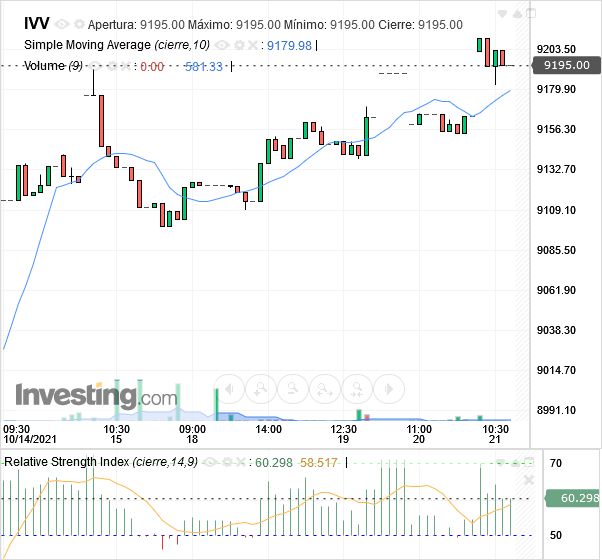 IVV Apertura: 9195.00 Máximo: 9195.00 Mínimo: 9195.00 Cierre: 9195.00
Simple Moving Average (cierre,10) : 9179.98
Volume (9) : 0.00 581.33
9203.50
9195.00
9179.90
9156.30
9132.70
9109.10
9085.50
9061.90
9038.30
9014.70
8991.10
Investing.com
09:30 10:30 09:00 14:00 12:30 11:00 10:30
10/14/2021 15 18 19 20 21
Relative Strength Index (cierre,14,9) : 60.298 58.517
70
60.298
50